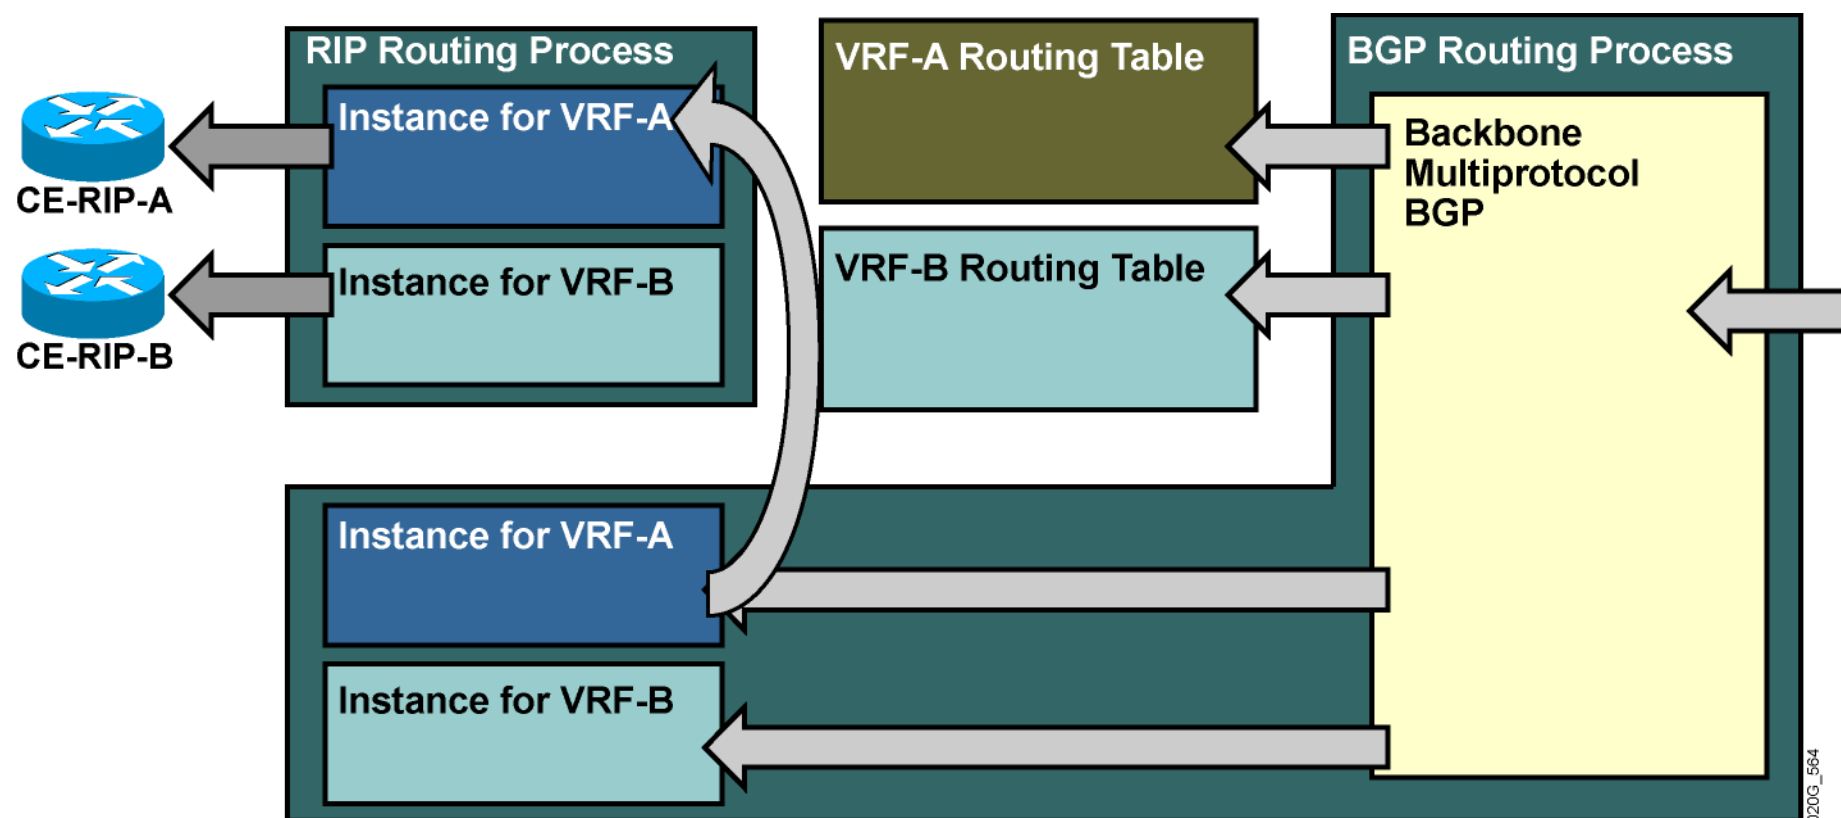 RIP Routing Process
Instance for VRF-A
Instance for VRF-B
CE-RIP-A
CE-RIP-B
VRF-A Routing Table
VRF-B Routing Table
BGP Routing Process
Backbone
Multiprotocol
BGP
Instance for VRF-A
Instance for VRF-B
020G_564